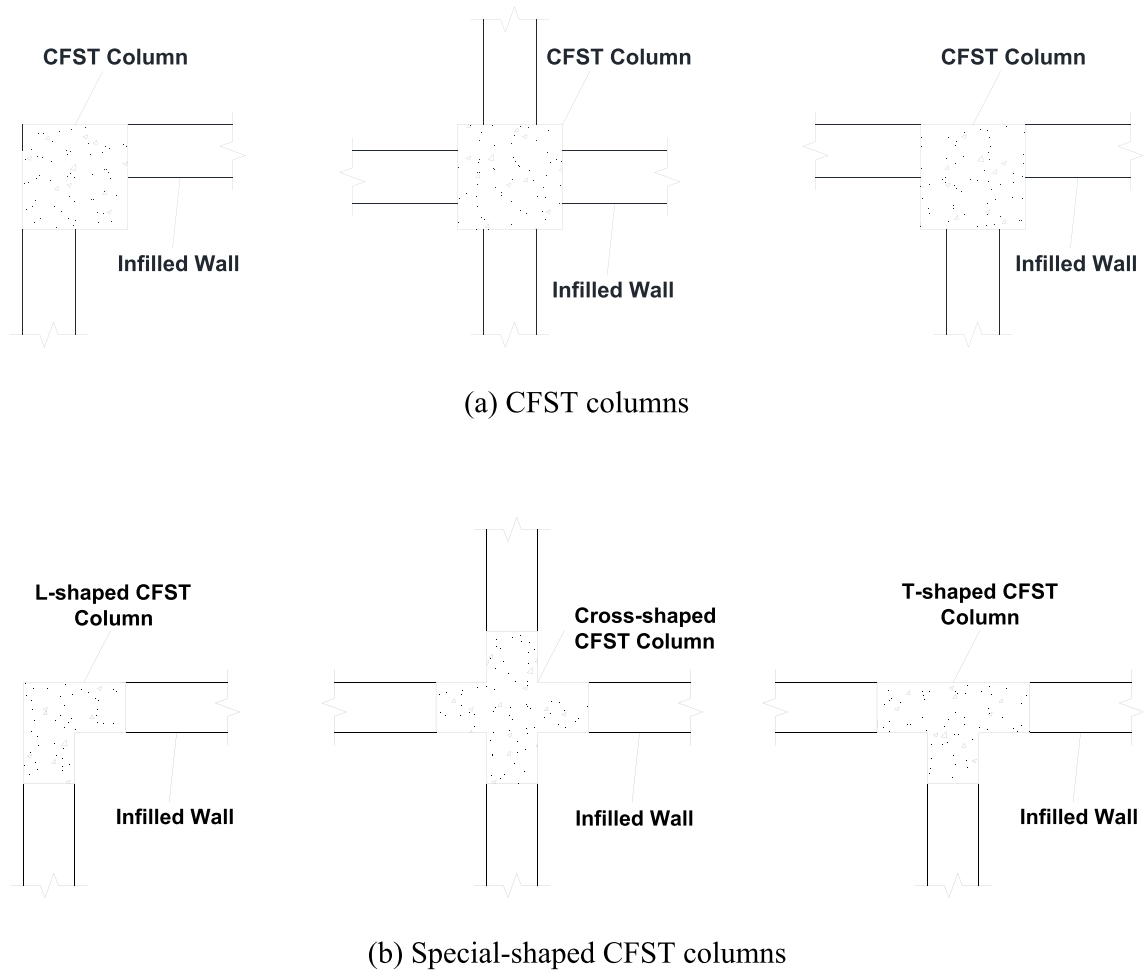 CFST Column
CFST Column
CFST Column
Infilled Wall
Infilled Wall
Infilled Wall
(a) CFST columns
L-shaped CFST
Column
Cross-shaped
CFST Column
T-shaped CFST
Column
Infilled Wall
Infilled Wall
Infilled Wall
(b) Special-shaped CFST columns